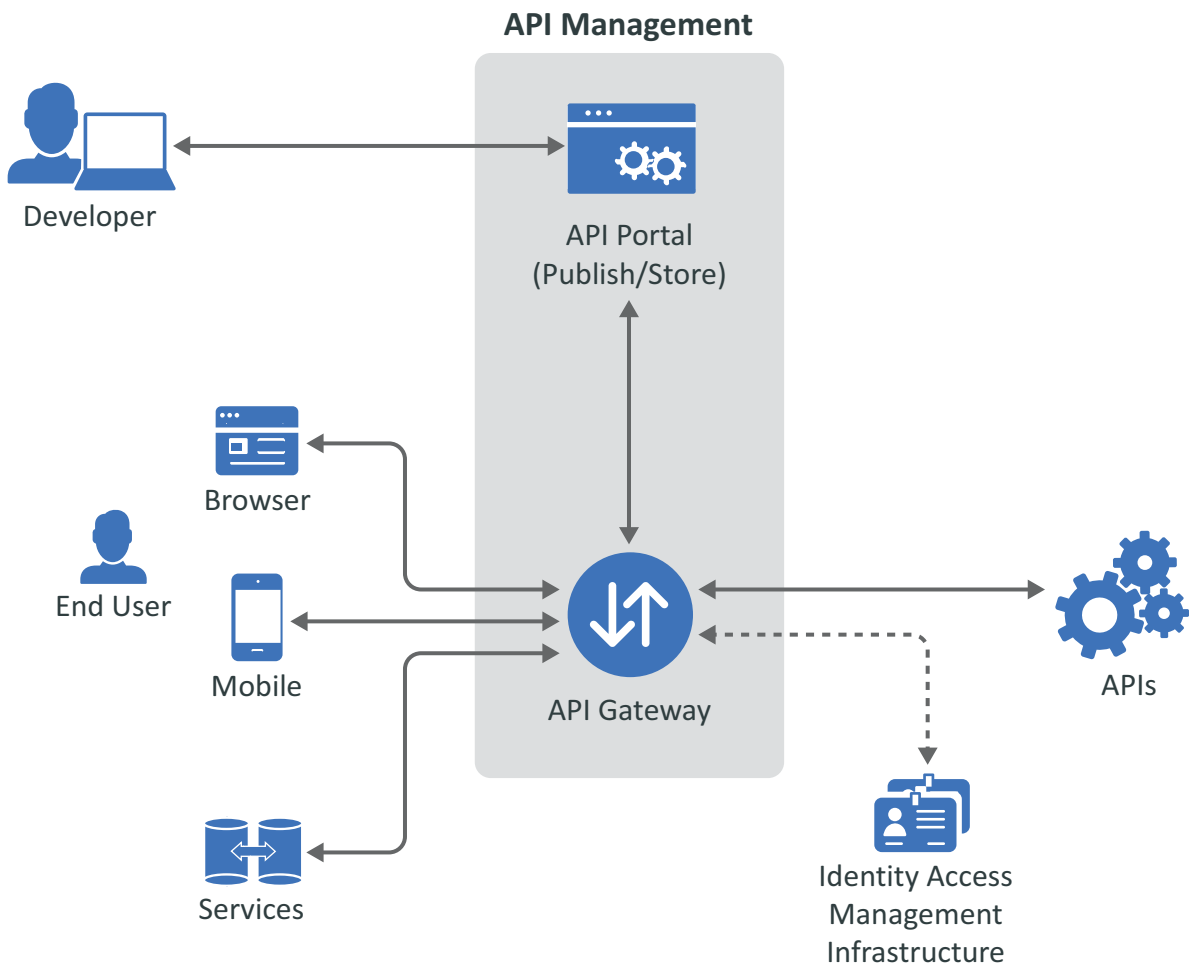 API Management
Developer
API Portal
(Publish/Store)
Browser
End User
Mobile
API Gateway
APIs
Services
Identity Access
Management
Infrastructure